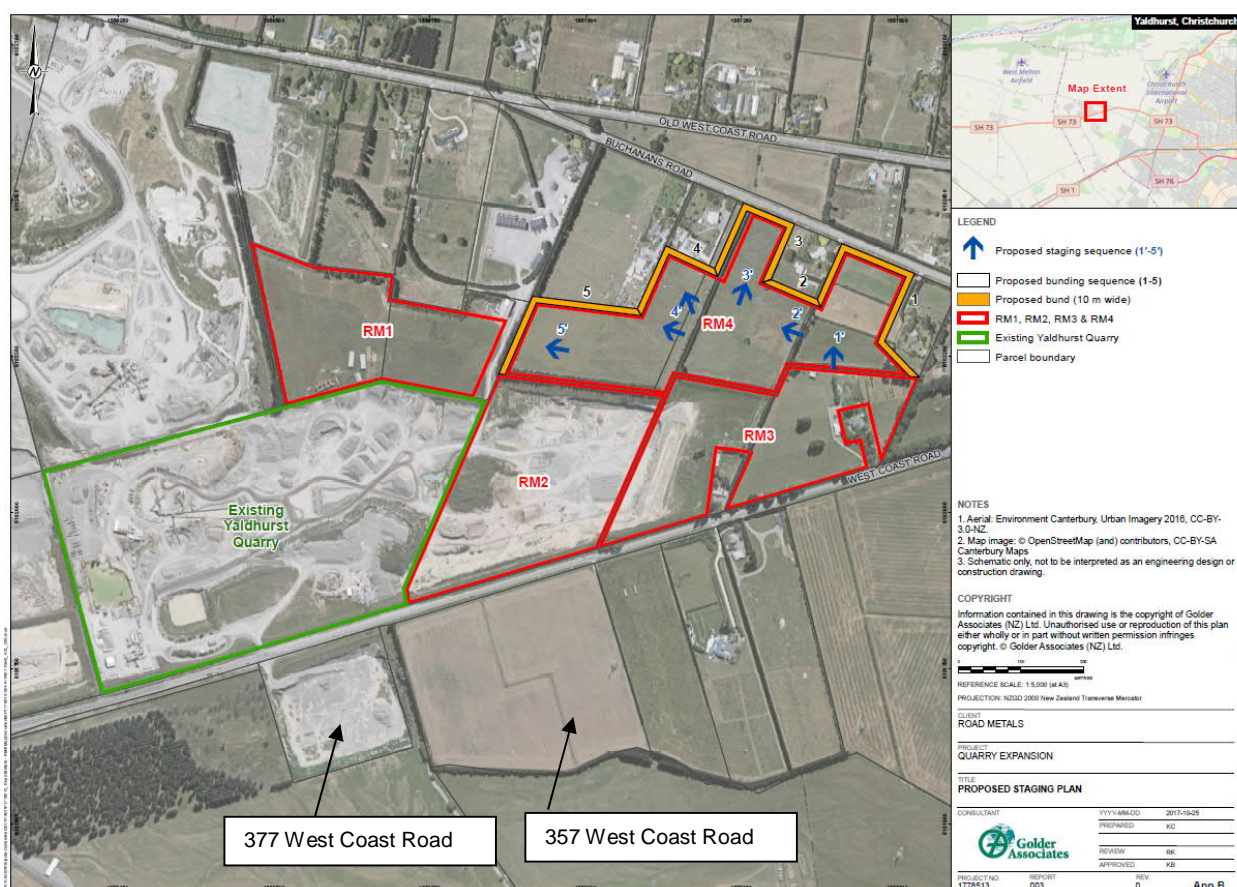 Yaldhurst, Christchurch
West Melton
Airfield
Christchurch
International
Airport
Map Extent
SH 73
SH 73
SH 73
SH 76
SH 1
N
OLD WEST COAST ROAD
BUCHANANS ROAD
WEST COAST ROAD
RM1
RM2
RM3
RM4
Existing
Yaldhurst
Quarry
1
2
3
4
5
1'
2'
3'
4'
5'
377 West Coast Road
357 West Coast Road
LEGEND
Proposed staging sequence (1'-5')
Proposed bunding sequence (1-5)
Proposed bund (10 m wide)
RM1, RM2, RM3 & RM4
Existing Yaldhurst Quarry
Parcel boundary
NOTES
1. Aerial: Environment Canterbury, Urban Imagery 2016, CC-BY-
3.0-NZ.
2. Map image: © OpenStreetMap (and) contributors, CC-BY-SA
Canterbury Maps
3. Schematic only, not to be interpreted as an engineering design or
construction drawing.
COPYRIGHT
Information contained in this drawing is the copyright of Golder
Associates (NZ) Ltd. Unauthorised use or reproduction of this plan
either wholly or in part without written permission infringes
copyright. © Golder Associates (NZ) Ltd.
REFERENCE SCALE: 1:5,000 (at A3)
PROJECTION: NZGD 2000 New Zealand Transverse Mercator
CLIENT
ROAD METALS
PROJECT
QUARRY EXPANSION
TITLE
PROPOSED STAGING PLAN
CONSULTANT
Golder
Associates
YYYY-MM-DD 2017-10-25
PREPARED KC
REVIEW RK
APPROVED KB
PROJECT NO. REPORT REV
1778513 003 0 App B